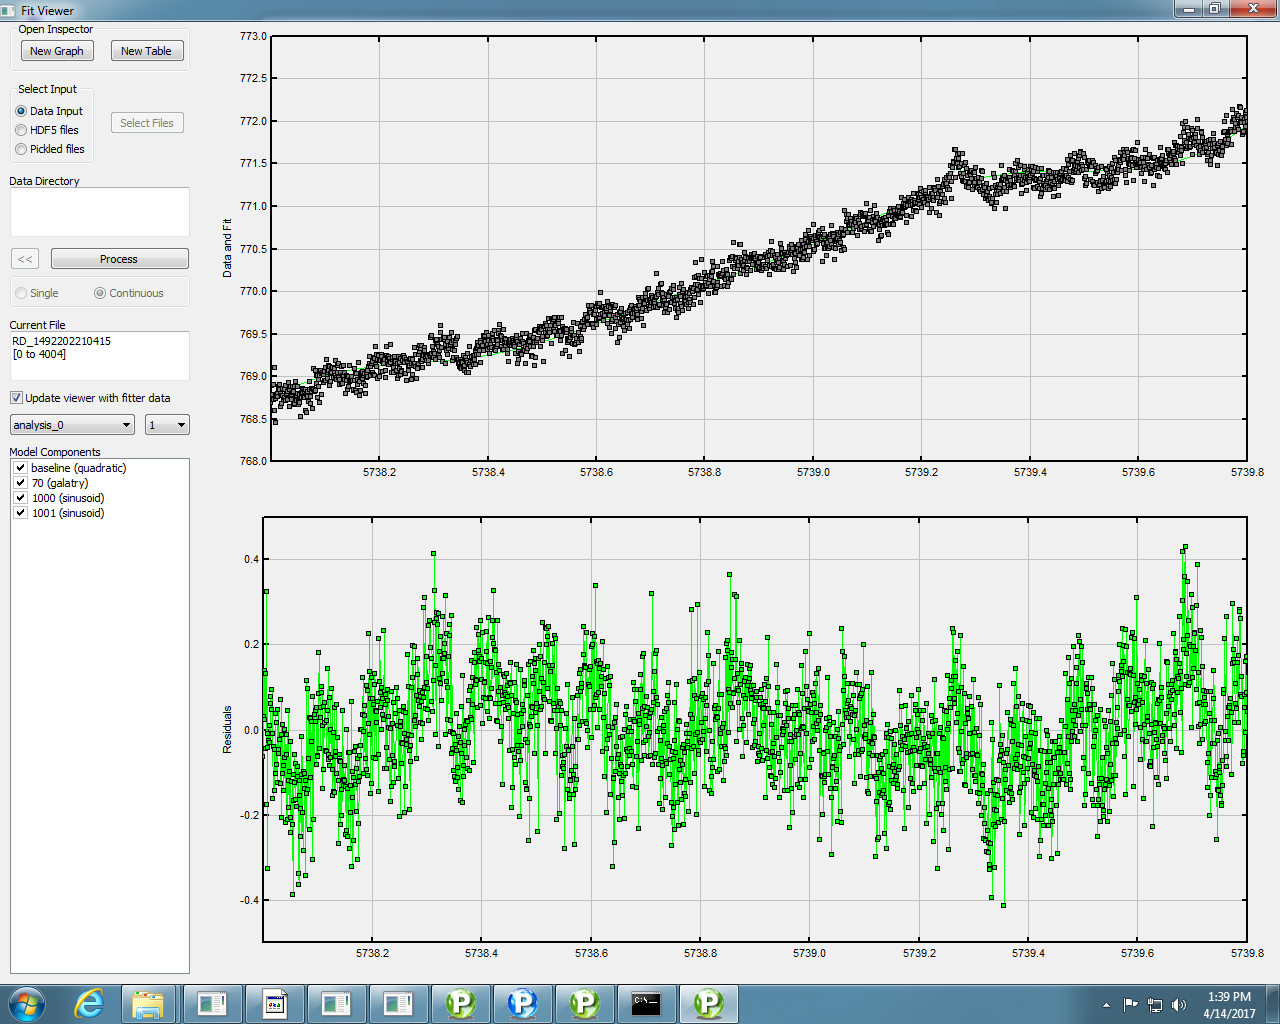 Fit Viewer
Open Inspector
New Graph
New Table
Select Input
Data Input
HDF5 files
Pickled files
Select Files
Data Directory
<<
Process
Single
Continuous
Current File
RD_1492202210415
[0 to 4004]
Update viewer with fitter data
analysis_0
1
Model Components
baseline (quadratic)
70 (galatry)
1000 (sinusoid)
1001 (sinusoid)
Data and Fit
773.0
772.5
772.0
771.5
771.0
770.5
770.0
769.5
769.0
768.5
768.0
5738.2
5738.4
5738.6
5738.8
5739.0
5739.2
5739.4
5739.6
5739.8
Residuals
0.4
0.2
0.0
-0.2
-0.4
5738.2
5738.4
5738.6
5738.8
5739.0
5739.2
5739.4
5739.6
5739.8
C:\_
1:39 PM
4/14/2017